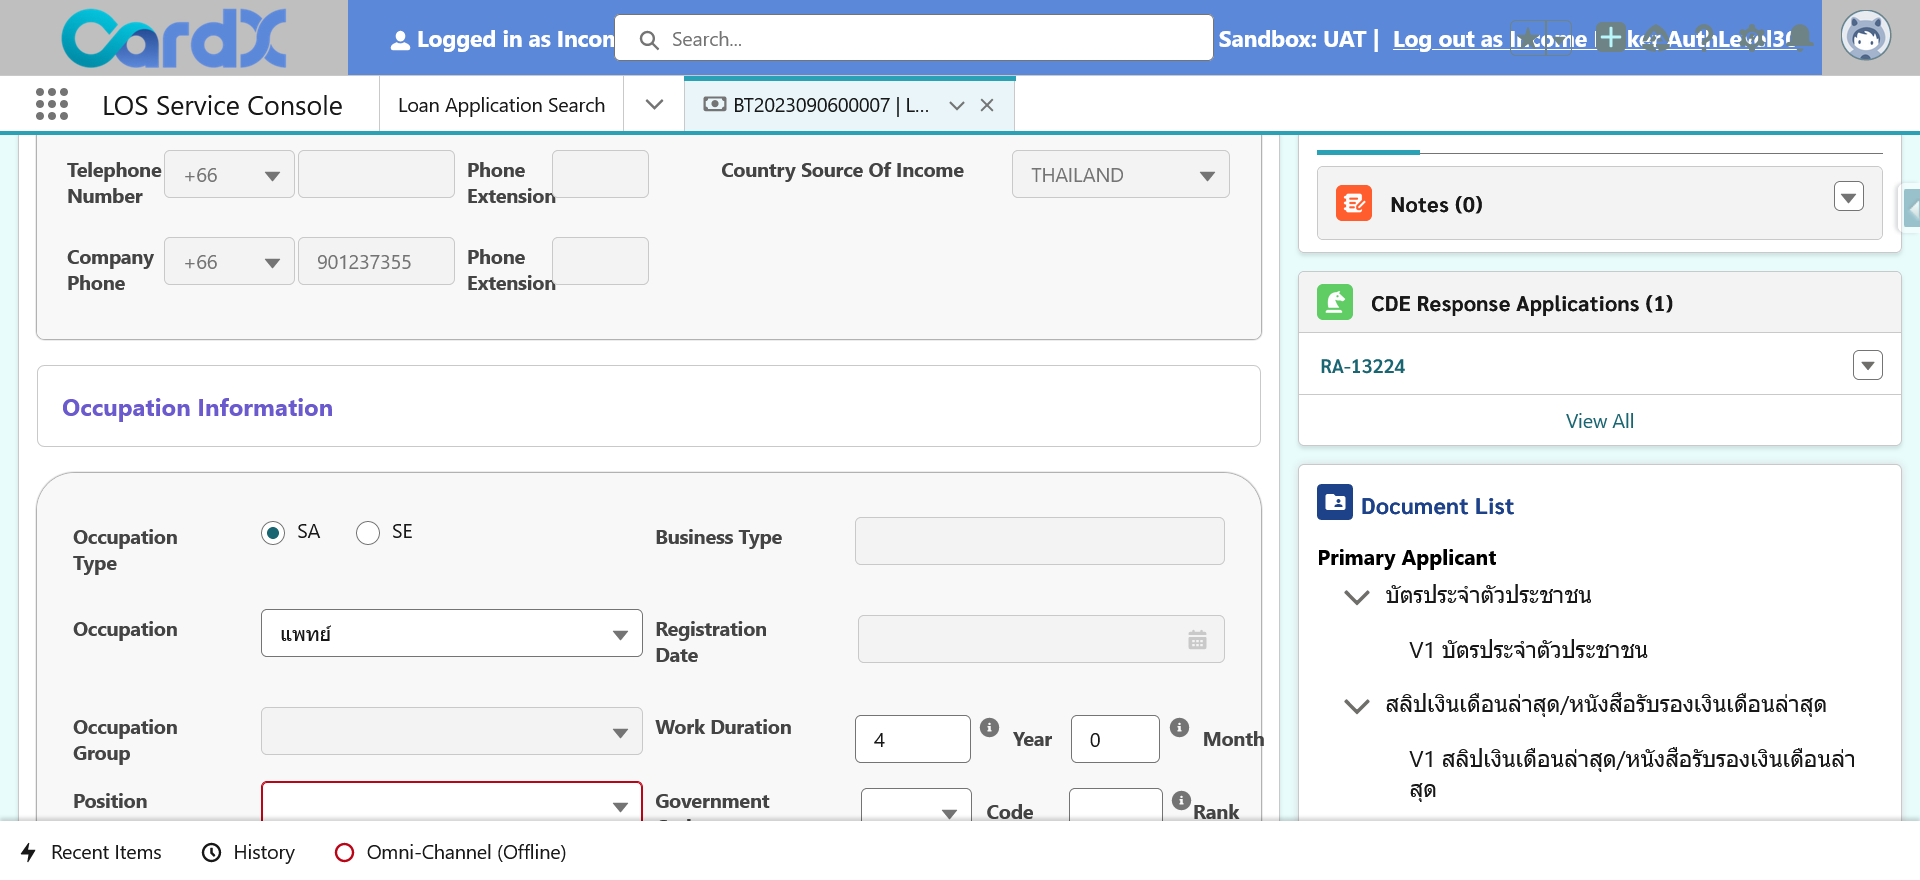 CardX
Logged in as Incon
Search...
Sandbox: UAT |
Log out as Income
ker AuthLevel3
LOS Service Console
Loan Application Search
BT2023090600007 | L...
Telephone Number
+66
Phone Extension
Country Source Of Income
THAILAND
Company Phone
+66
901237355
Phone Extension
Notes (0)
CDE Response Applications (1)
RA-13224
View All
Occupation Information
Occupation Type
SA
SE
Business Type
Occupation
แพทย์
Registration Date
Occupation Group
Work Duration
4
Year
0
Month
Position
Government
Code
Rank
Document List
Primary Applicant
บัตรประจำตัวประชาชน
V1 บัตรประจำตัวประชาชน
สลิปเงินเดือนล่าสุด/หนังสือรับรองเงินเดือนล่าสุด
V1 สลิปเงินเดือนล่าสุด/หนังสือรับรองเงินเดือนล่า
สุด
Recent Items
History
Omni-Channel (Offline)